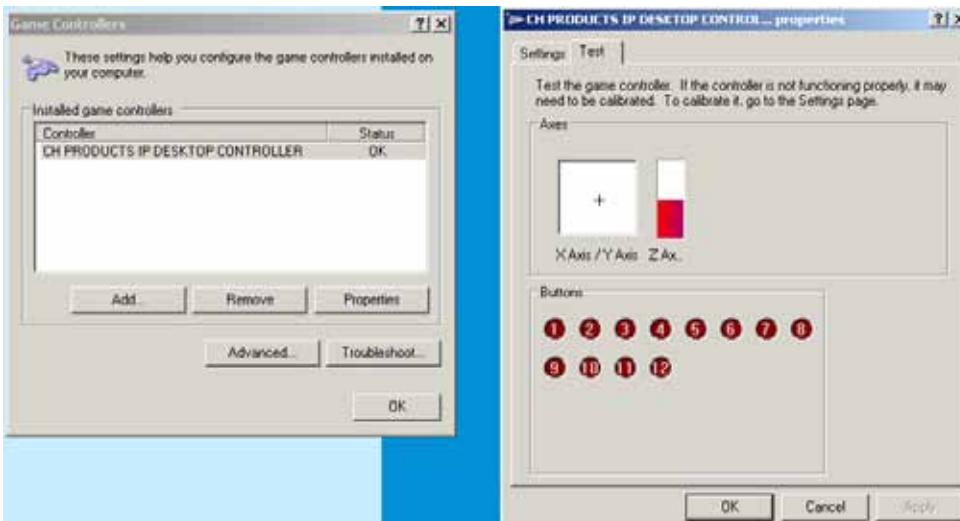 Game Controllers
These settings help you configure the game controllers installed on
your computer.
Installed game controllers
Controller Status
CH PRODUCTS IP DESKTOP CONTROLLER OK
Add... Remove Properties
Advanced... Troubleshoot...
OK
CH PRODUCTS IP DESKTOP CONTROL... properties
Settings Test
Test the game controller. If the controller is not functioning properly, it may
need to be calibrated. To calibrate it, go to the Settings page.
Axes
X Axis / Y Axis Z Ax..
Buttons
1 2 3 4 5 6 7 8
9 10 11 12
OK Cancel Apply